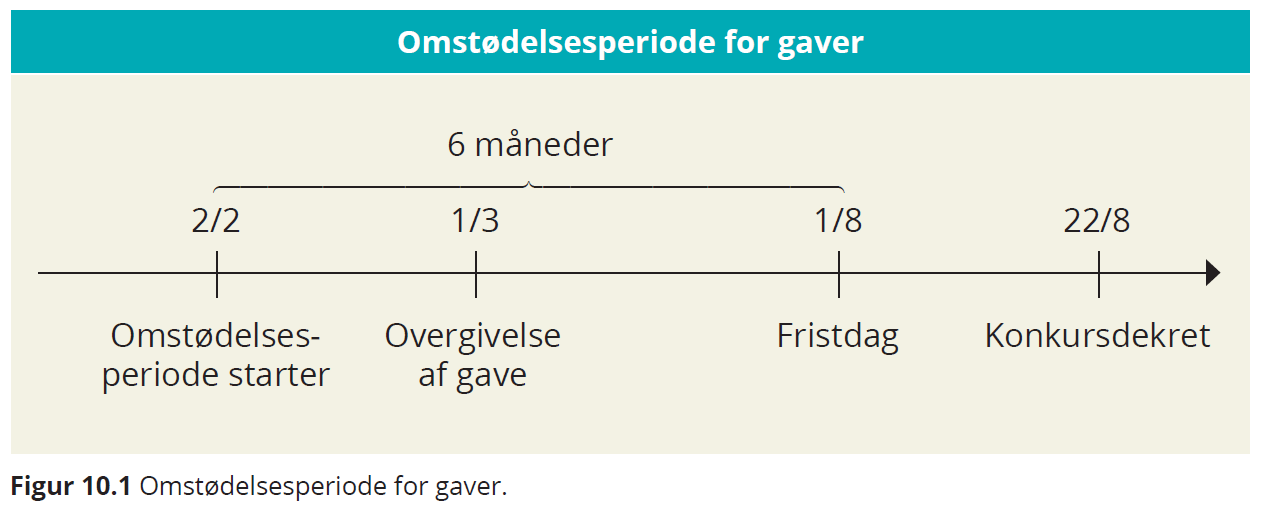 Omstødelsesperiode for gaver
6 måneder
2/2 1/3 1/8 22/8
Omstødelses-
periode starter
Overgivelse
af gave
Fristdag
Konkursdekret
Figur 10.1 Omstødelsesperiode for gaver.